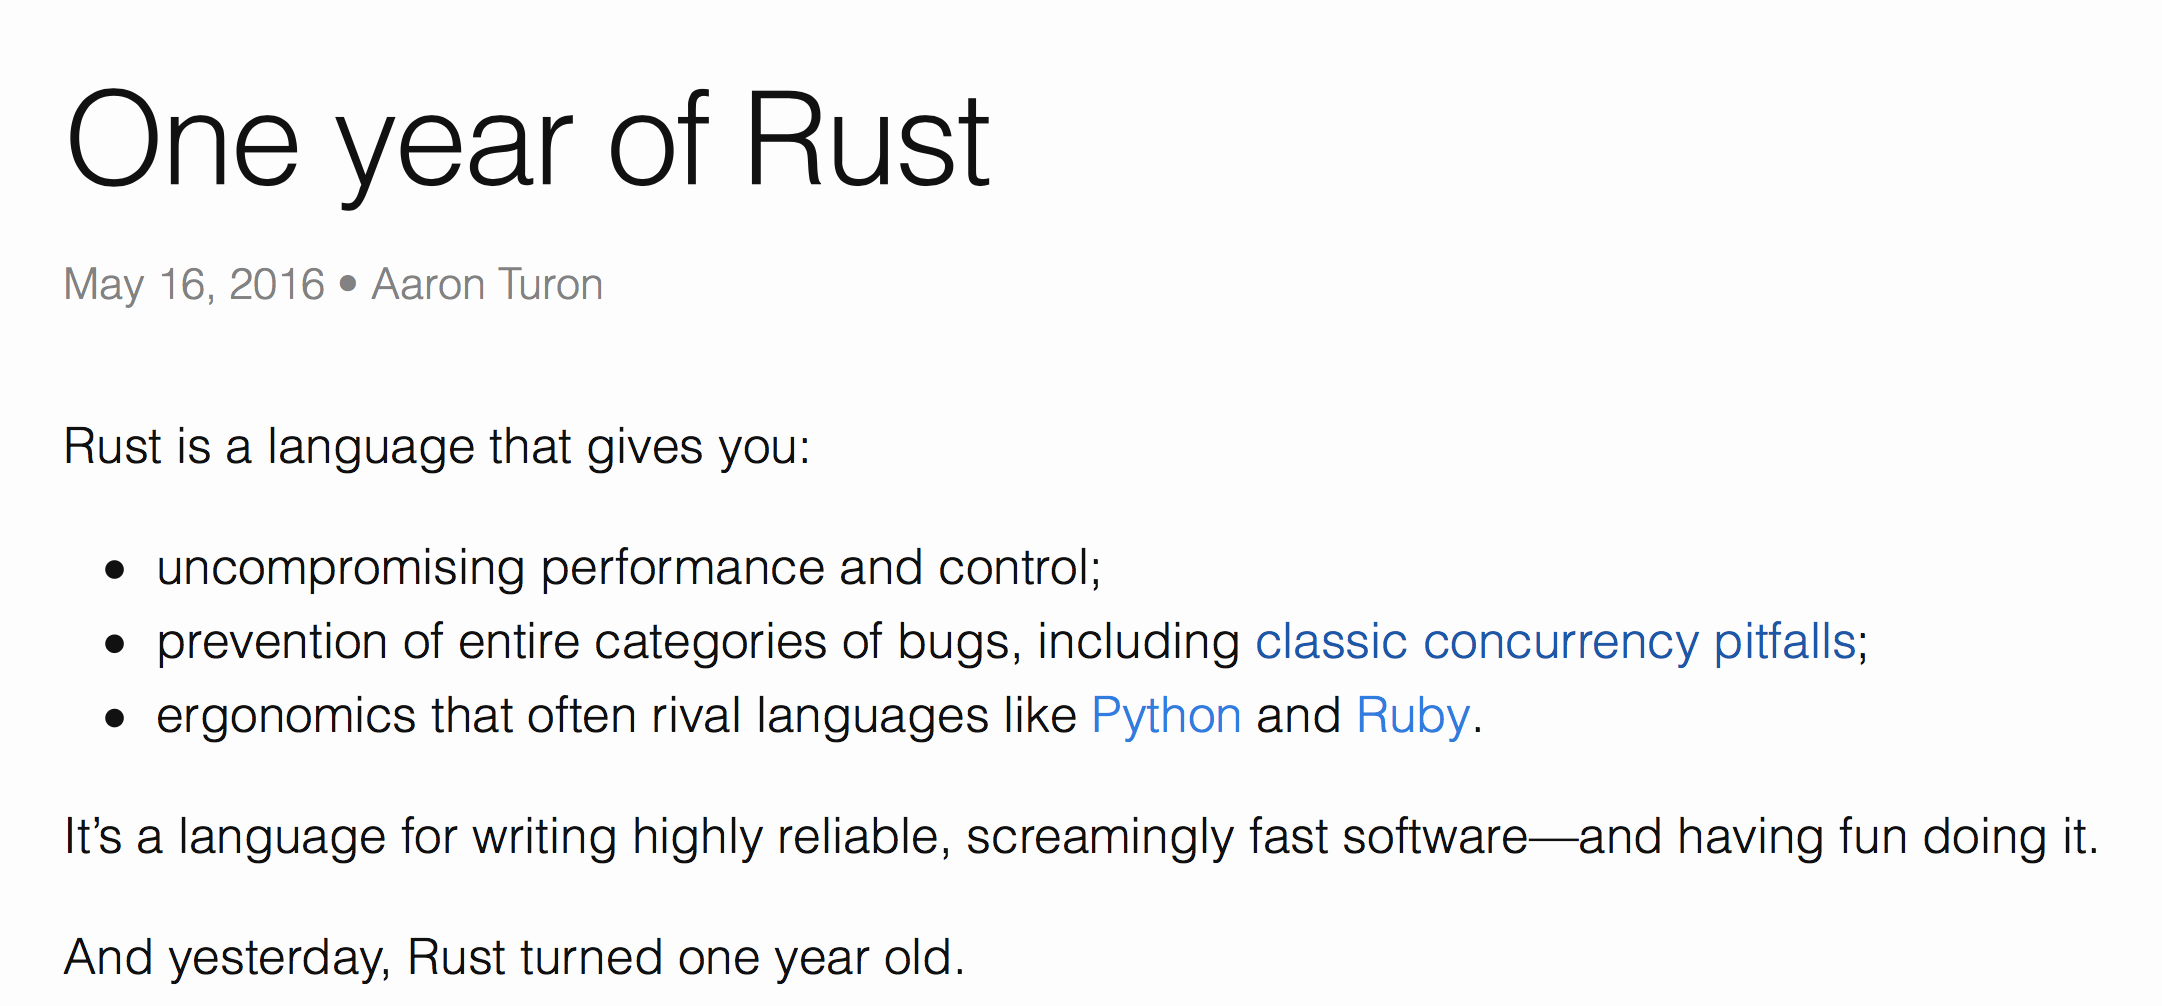 One year of Rust
May 16, 2016 • Aaron Turon
Rust is a language that gives you:
• uncompromising performance and control;
• prevention of entire categories of bugs, including classic concurrency pitfalls;
• ergonomics that often rival languages like Python and Ruby.
It’s a language for writing highly reliable, screamingly fast software—and having fun doing it.
And yesterday, Rust turned one year old.